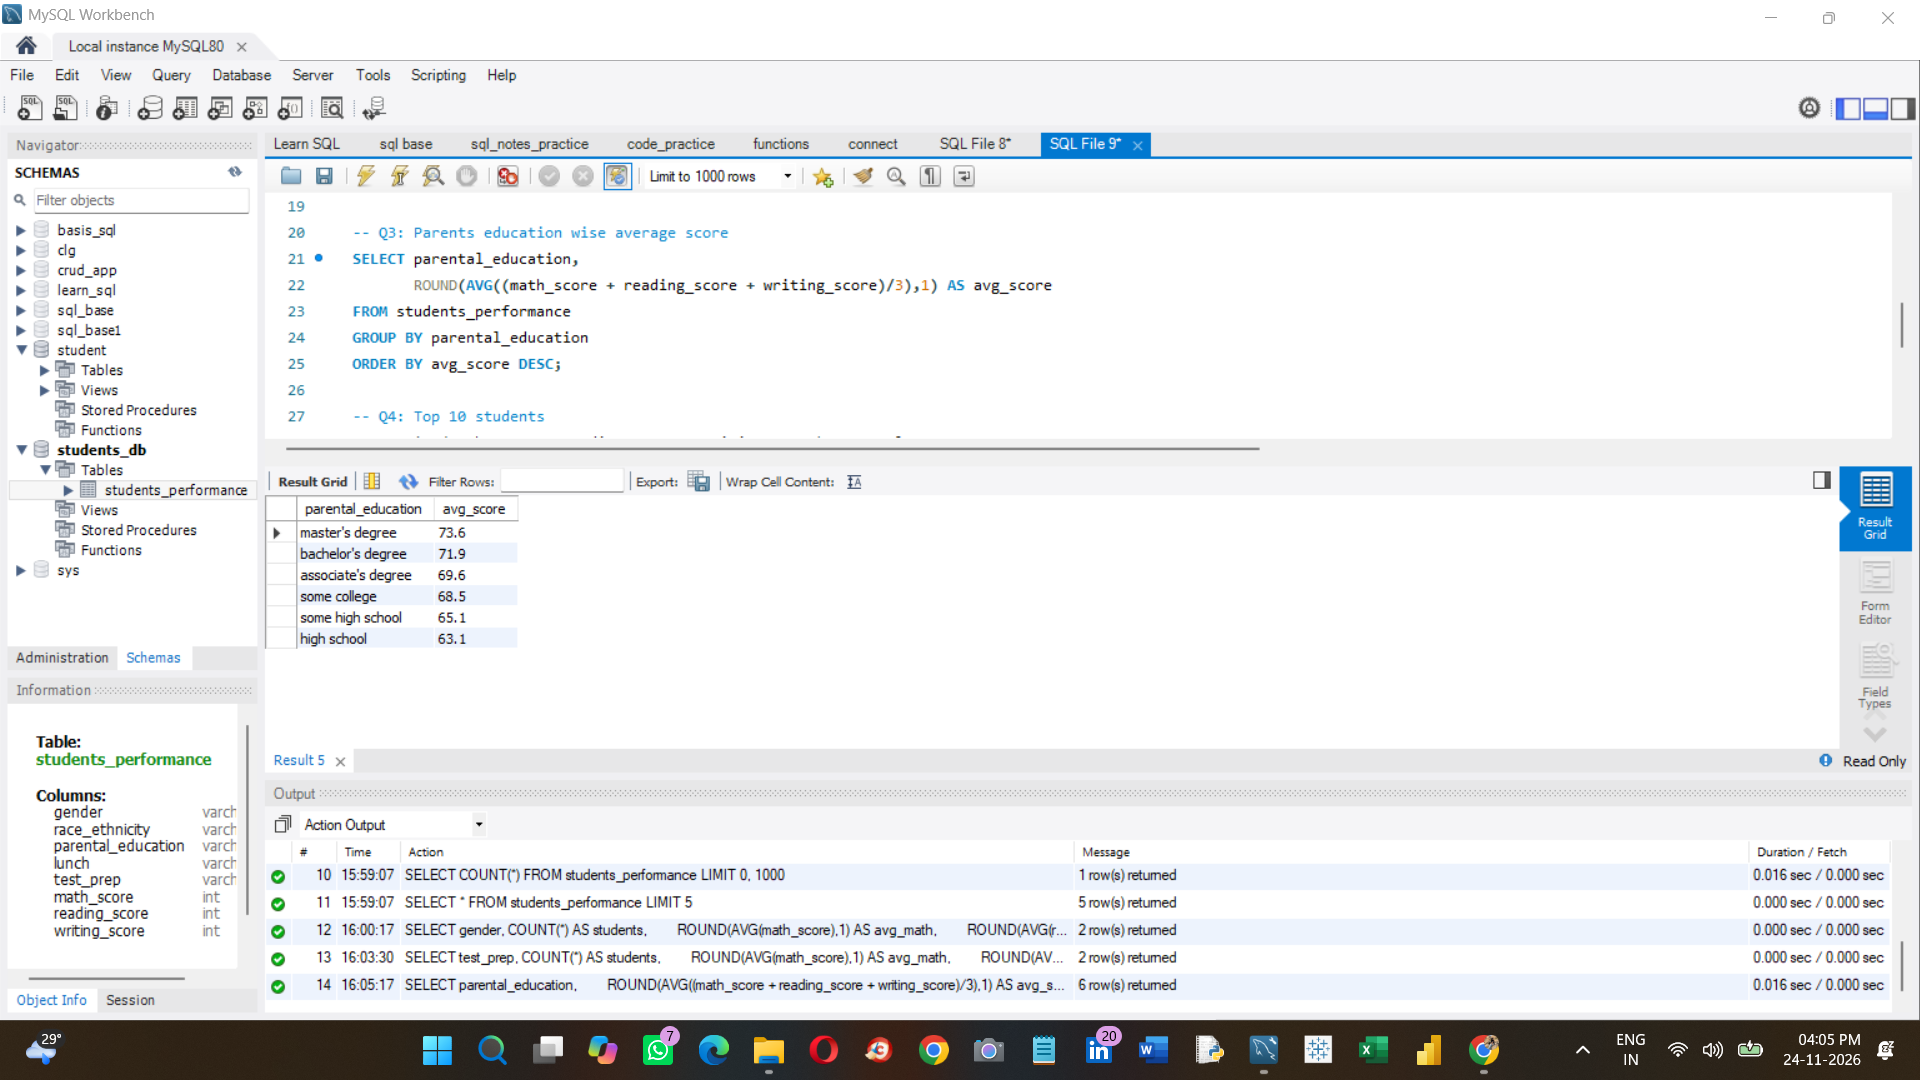 MySQL Workbench
Local instance MySQL80
File Edit View Query Database Server Tools Scripting Help
Navigator
SCHEMAS
Filter objects
basis_sql
clg
crud_app
learn_sql
sql_base
sql_base1
student
Tables
Views
Stored Procedures
Functions
students_db
Tables
students_performance
Views
Stored Procedures
Functions
sys
Administration Schemas
Information
Table:
students_performance
Columns:
gender varch
race_ethnicity varch
parental_education varch
lunch varch
test_prep varch
math_score int
reading_score int
writing_score int
Object Info Session
Learn SQL sql base sql_notes_practice code_practice functions connect SQL File 8* SQL File 9*
Limit to 1000 rows
19
20 -- Q3: Parents education wise average score
21 SELECT parental_education,
22 ROUND(AVG((math_score + reading_score + writing_score)/3),1) AS avg_score
23 FROM students_performance
24 GROUP BY parental_education
25 ORDER BY avg_score DESC;
26
27 -- Q4: Top 10 students
Result Grid Filter Rows: Export: Wrap Cell Content:
parental_education avg_score
master's degree 73.6
bachelor's degree 71.9
associate's degree 69.6
some college 68.5
some high school 65.1
high school 63.1
Result Grid
Form Editor
Field Types
Result 5
Read Only
Output
Action Output
# Time Action Message Duration / Fetch
10 15:59:07 SELECT COUNT(*) FROM students_performance LIMIT 0, 1000 1 row(s) returned 0.016 sec / 0.000 sec
11 15:59:07 SELECT * FROM students_performance LIMIT 5 5 row(s) returned 0.000 sec / 0.000 sec
12 16:00:17 SELECT gender, COUNT(*) AS students, ROUND(AVG(math_score),1) AS avg_math, ROUND(AVG(r... 2 row(s) returned 0.000 sec / 0.000 sec
13 16:03:30 SELECT test_prep, COUNT(*) AS students, ROUND(AVG(math_score),1) AS avg_math, ROUND(AV... 2 row(s) returned 0.000 sec / 0.000 sec
14 16:05:17 SELECT parental_education, ROUND(AVG((math_score + reading_score + writing_score)/3),1) AS avg_s... 6 row(s) returned 0.016 sec / 0.000 sec
29°
7
20
ENG
IN
04:05 PM
24-11-2026